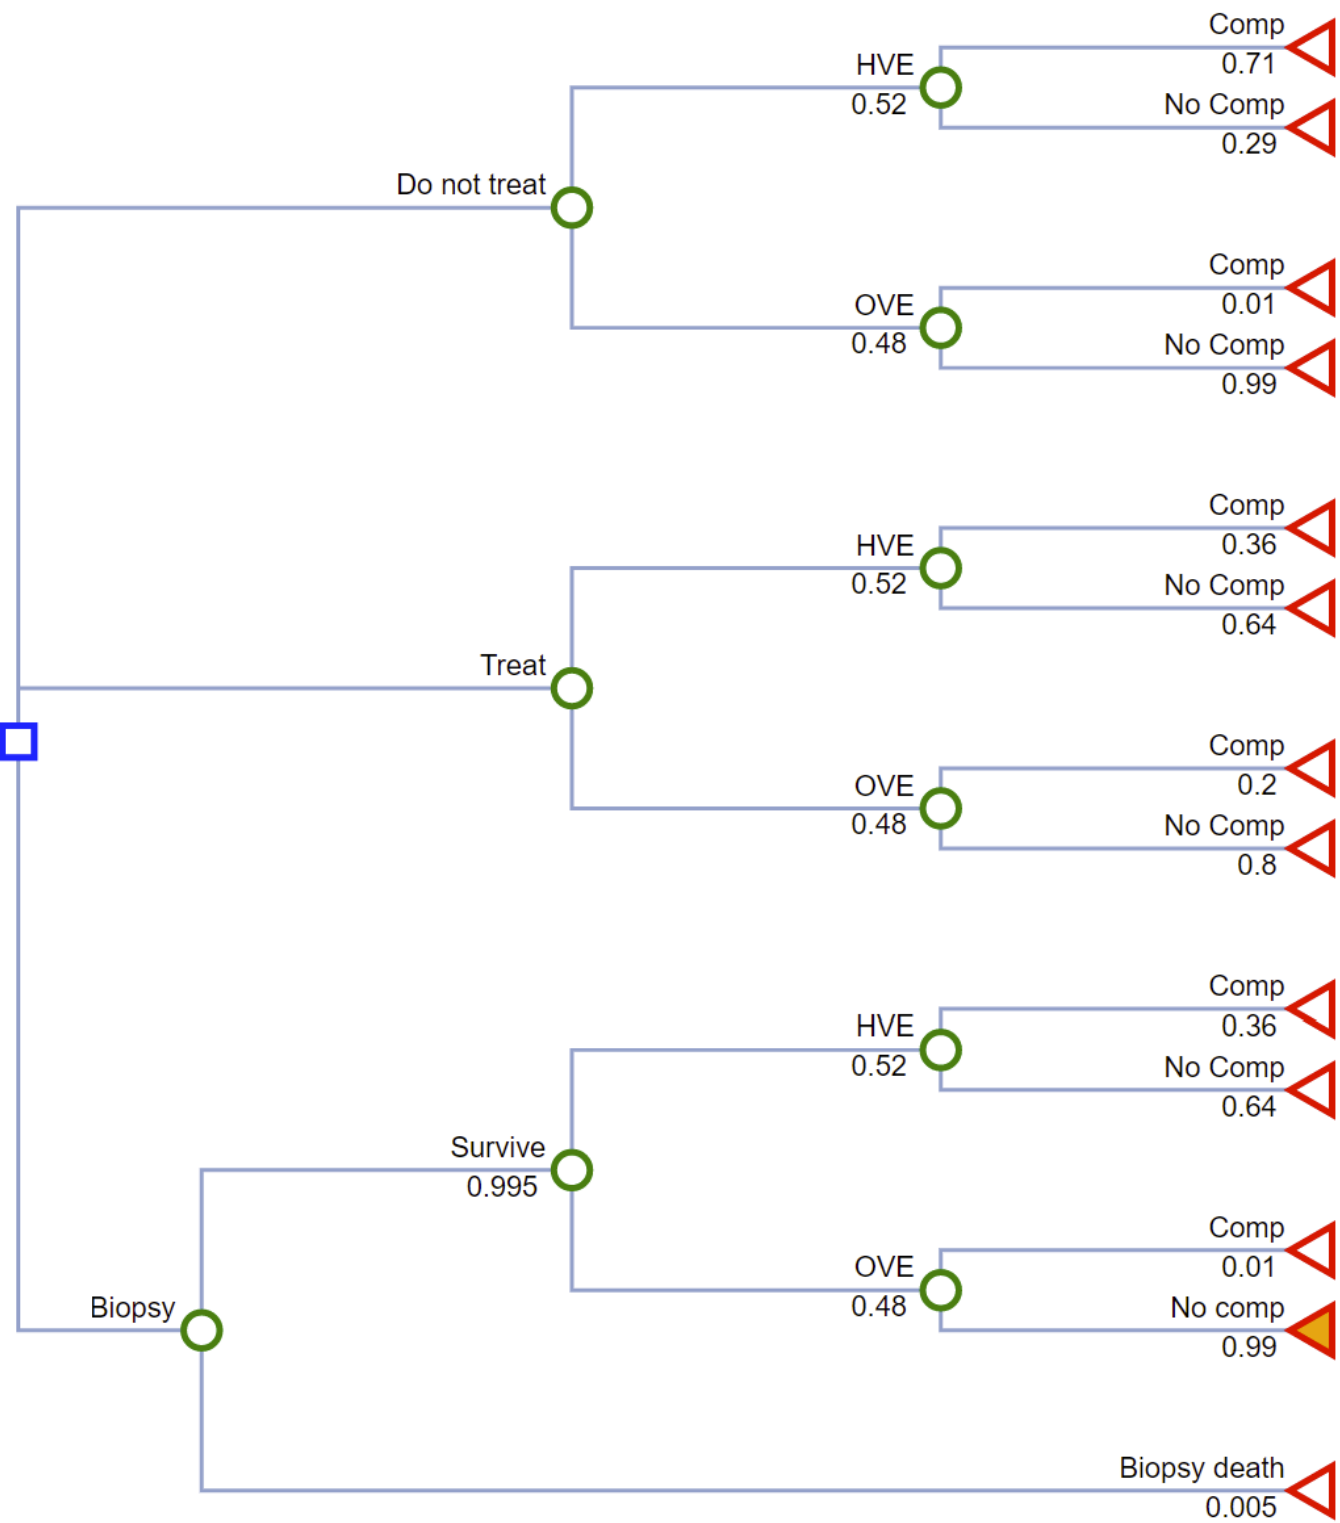 Comp
0.71
HVE
0.52
No Comp
0.29
Do not treat
Comp
0.01
OVE
0.48
No Comp
0.99
Comp
0.36
HVE
0.52
No Comp
0.64
Treat
Comp
0.2
OVE
0.48
No Comp
0.8
Comp
0.36
HVE
0.52
No Comp
0.64
Survive
0.995
Comp
0.01
OVE
0.48
No comp
0.99
Biopsy
Biopsy death
0.005